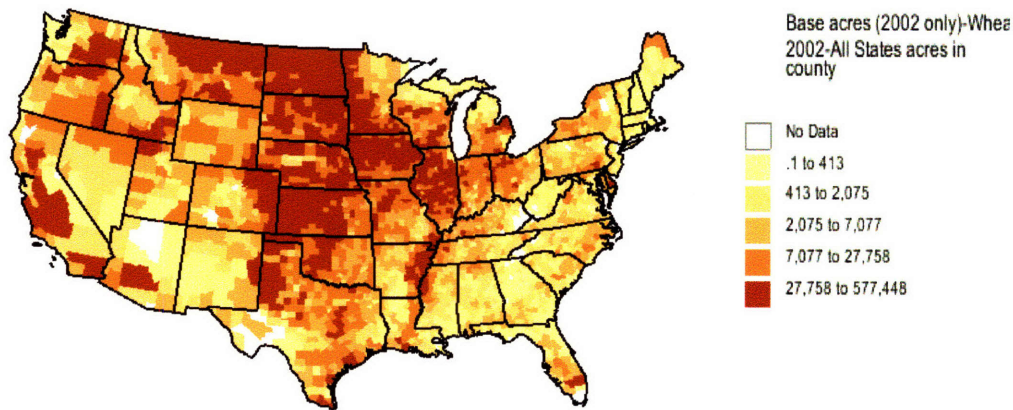 Base acres (2002 only)-Whea
2002-All States acres in
county
No Data
.1 to 413
413 to 2,075
2,075 to 7,077
7,077 to 27,758
27,758 to 577,448